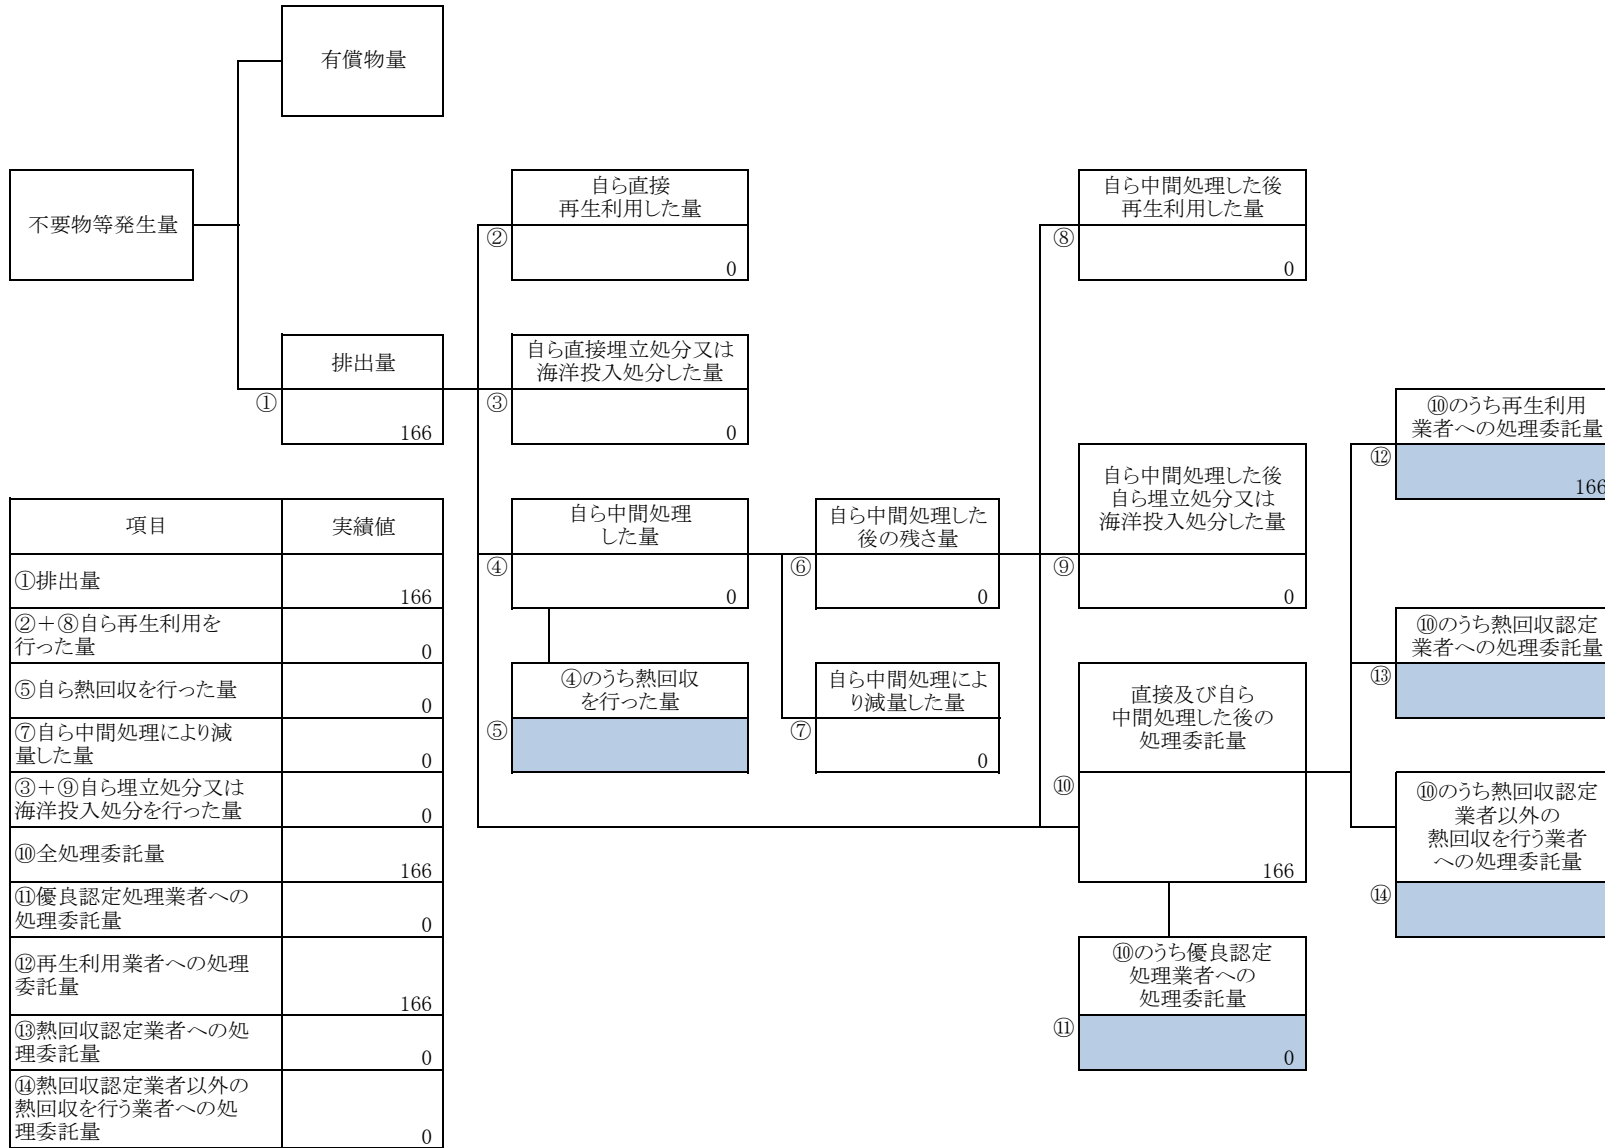 有償物量
不要物等発生量
自ら直接
再生利用した量
②
0
自ら中間処理した後
再生利用した量
⑧
0
排出量
①
166
自ら直接埋立処分又は
海洋投入処分した量
③
0
⑩のうち再生利用
業者への処理委託量
⑫
166
自ら中間処理した後
自ら埋立処分又は
海洋投入処分した量
⑨
0
自ら中間処理
した量
④
0
自ら中間処理した
後の残さ量
⑥
0
④のうち熱回収
を行った量
⑤
自ら中間処理によ
り減量した量
⑦
0
直接及び自ら
中間処理した後の
処理委託量
⑩
166
⑩のうち熱回収認定
業者への処理委託量
⑬
⑩のうち熱回収認定
業者以外の
熱回収を行う業者
への処理委託量
⑭
⑩のうち優良認定
処理業者への
処理委託量
⑪
0
項目
実績値
①排出量
166
②+⑧自ら再生利用を
行った量
0
⑤自ら熱回収を行った量
0
⑦自ら中間処理により減
量した量
0
③+⑨自ら埋立処分又は
海洋投入処分を行った量
0
⑩全処理委託量
166
⑪優良認定処理業者への
処理委託量
0
⑫再生利用業者への処理
委託量
166
⑬熱回収認定業者への処
理委託量
0
⑭熱回収認定業者以外の
熱回収を行う業者への処
理委託量
0